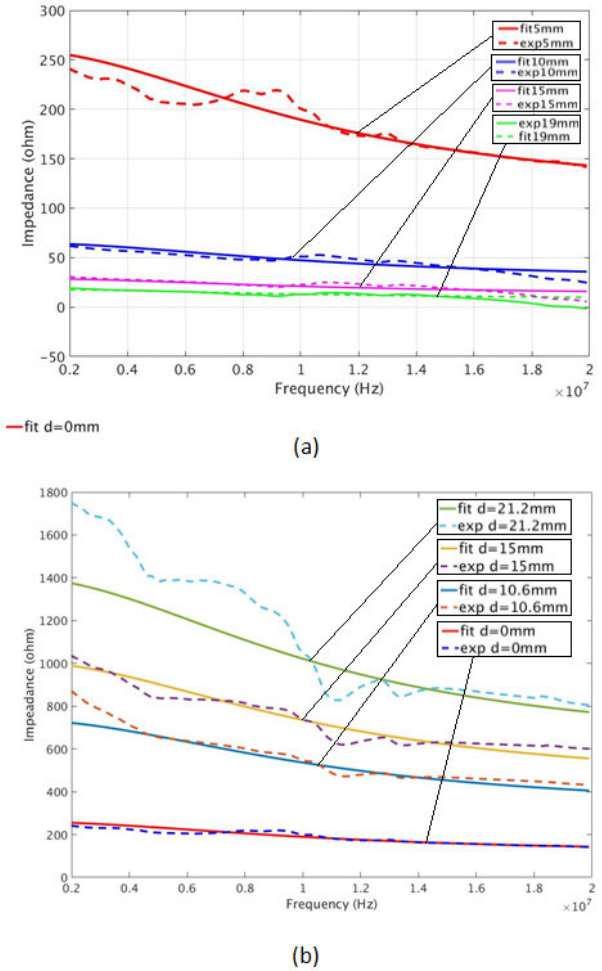 300
250
200
150
100
50
0
−50
Impedance (ohm)
fit5mm
exp5mm
fit10mm
exp10mm
fit15mm
exp15mm
exp19mm
fit19mm
0.2 0.4 0.6 0.8 1 1.2 1.4 1.6 1.8 2
Frequency (Hz)
×10⁷
fit d=0mm
(a)
1800
1600
1400
1200
1000
800
600
400
200
0
Impeadance (ohm)
fit d=21.2mm
exp d=21.2mm
fit d=15mm
exp d=15mm
fit d=10.6mm
exp d=10.6mm
fit d=0mm
exp d=0mm
0.2 0.4 0.6 0.8 1 1.2 1.4 1.6 1.8 2
Frequency (Hz)
×10⁷
(b)